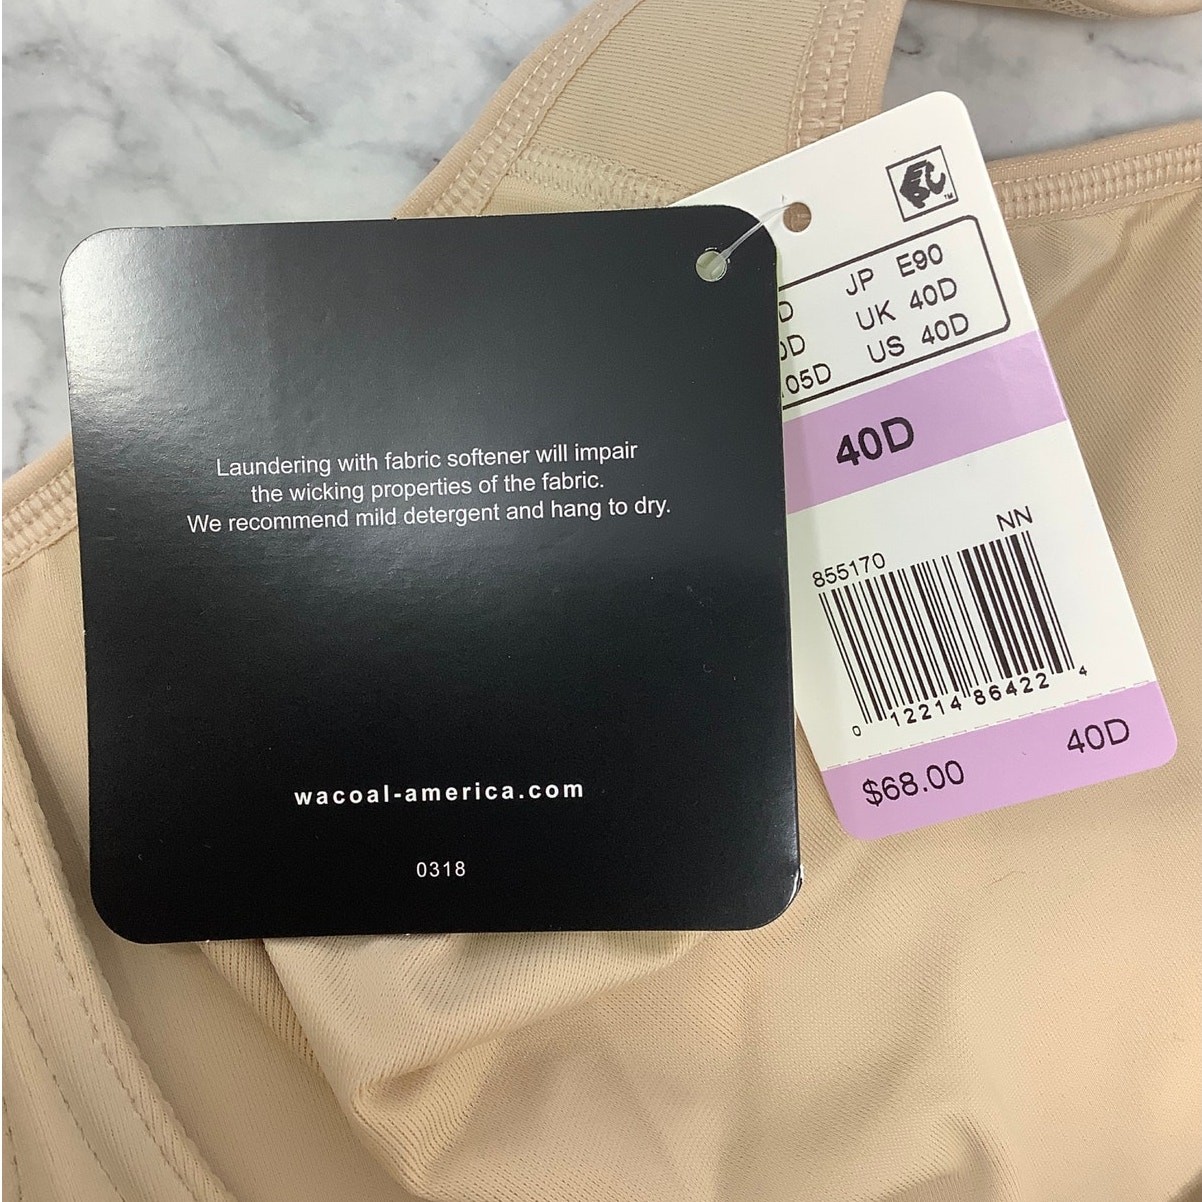 Laundering with fabric softener will impair
the wicking properties of the fabric.
We recommend mild detergent and hang to dry.
wacoal-america.com
0318
JP E90
UK 40D
05D US 40D
40D
NN
855170
0 12214 86422 4
40D
$68.00